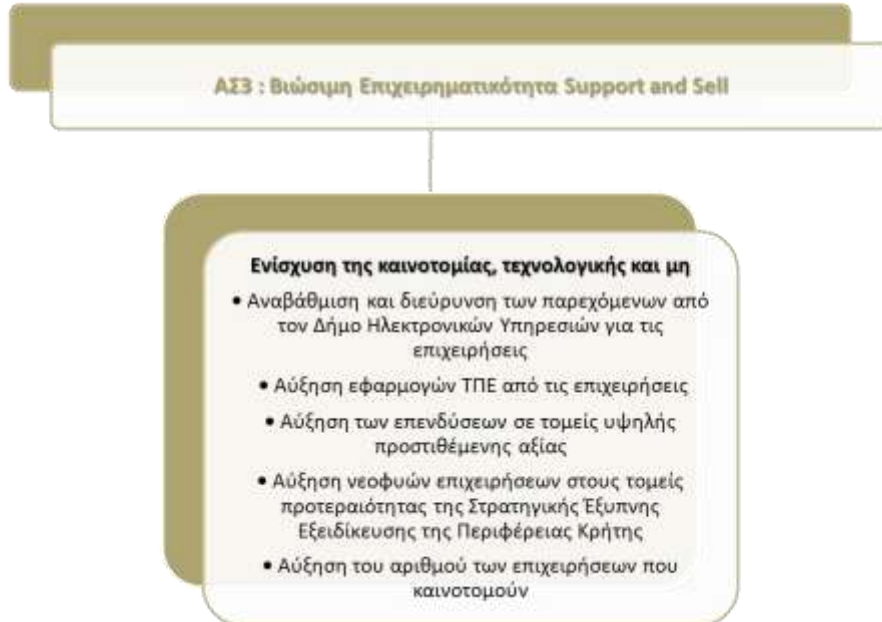 ΑΣ3 : Βιώσιμη Επιχειρηματικότητα Support and Sell
Ενίσχυση της καινοτομίας, τεχνολογικής και μη
• Αναβάθμιση και διεύρυνση των παρεχόμενων από
τον Δήμο Ηλεκτρονικών Υπηρεσιών για τις
επιχειρήσεις
• Αύξηση εφαρμογών ΤΠΕ από τις επιχειρήσεις
• Αύξηση των επενδύσεων σε τομείς υψηλής
προστιθέμενης αξίας
• Αύξηση νεοφυών επιχειρήσεων στους τομείς
προτεραιότητας της Στρατηγικής Έξυπνης
Εξειδίκευσης της Περιφέρειας Κρήτης
• Αύξηση του αριθμού των επιχειρήσεων που
καινοτομούν